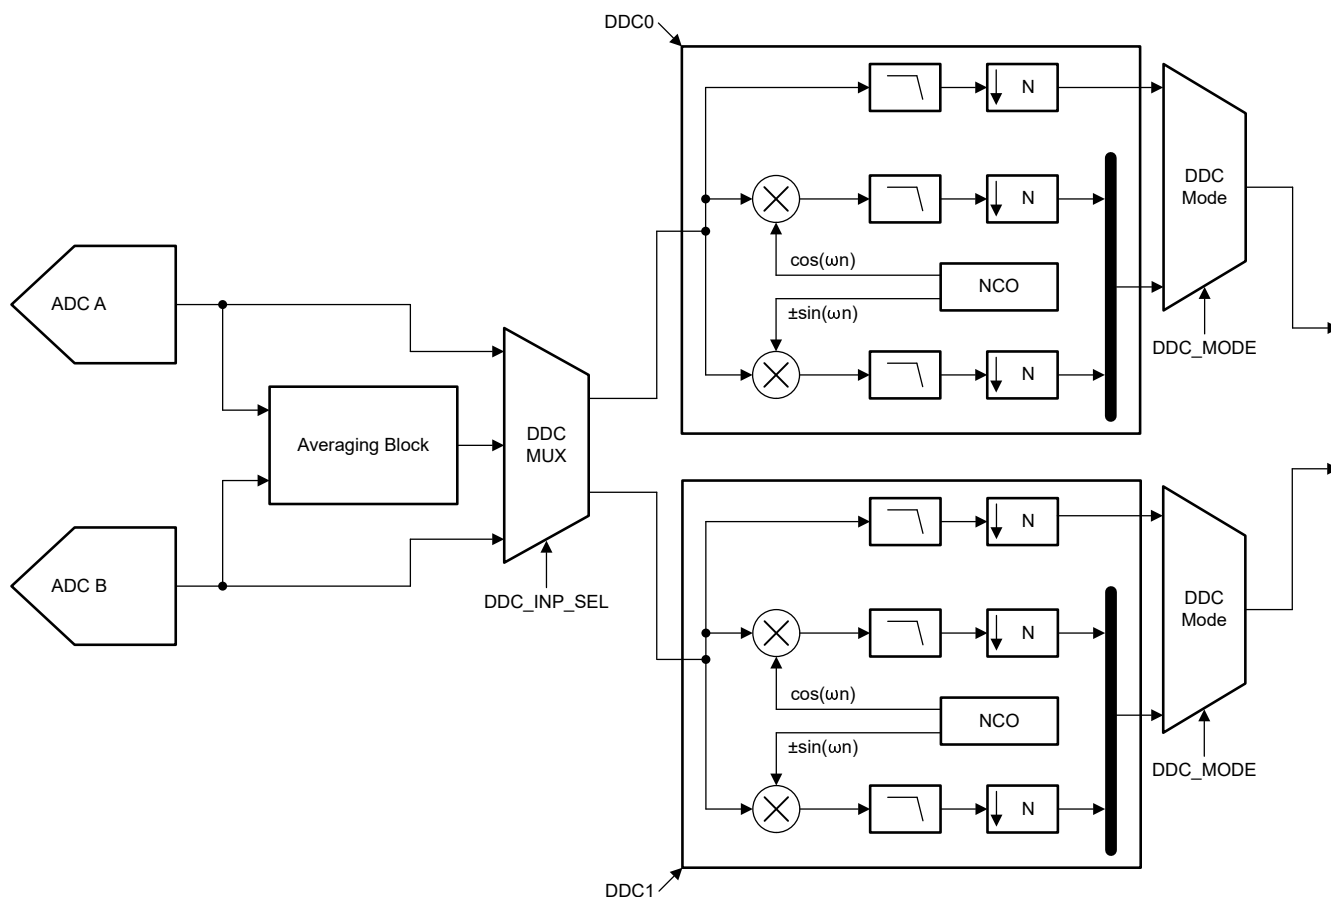 DDC0
N
DDC
Mode
N
cos(ωn)
NCO
±sin(ωn)
DDC_MODE
N
ADC A
Averaging Block
DDC
MUX
ADC B
DDC_INP_SEL
N
DDC
Mode
N
cos(ωn)
NCO
±sin(ωn)
DDC_MODE
N
DDC1